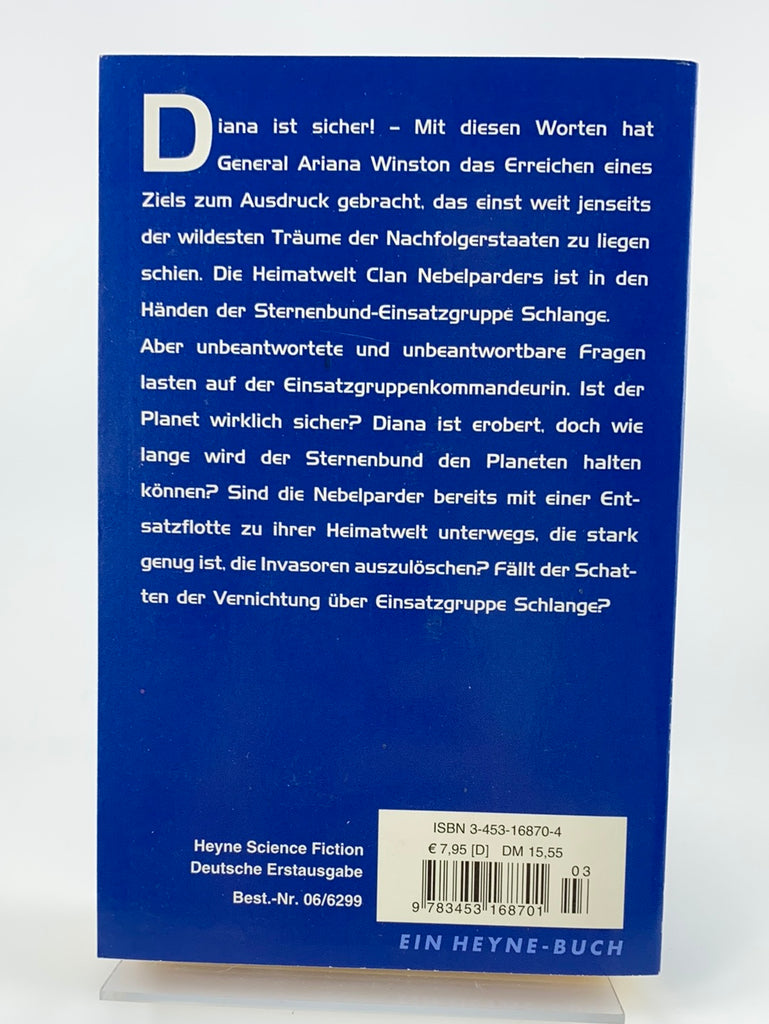 Diana ist sicher! – Mit diesen Worten hat
General Ariana Winston das Erreichen eines
Ziels zum Ausdruck gebracht, das einst weit jenseits
der wildesten Träume der Nachfolgerstaaten zu liegen
schien. Die Heimatwelt Clan Nebelparders ist in den
Händen der Sternenbund-Einsatzgruppe Schlange.
Aber unbeantwortete und unbeantwortbare Fragen
lasten auf der Einsatzgruppenkommandeurin. Ist der
Planet wirklich sicher? Diana ist erobert, doch wie
lange wird der Sternenbund den Planeten halten
können? Sind die Nebelparder bereits mit einer Ent-
satzflotte zu ihrer Heimatwelt unterwegs, die stark
genug ist, die Invasoren auszulöschen? Fällt der Schat-
ten der Vernichtung über Einsatzgruppe Schlange?
Heyne Science Fiction
Deutsche Erstausgabe
Best.-Nr. 06/6299
ISBN 3-453-16870-4
€ 7,95 [D] DM 15,55
03
9 783453 168701
EIN HEYNE-BUCH